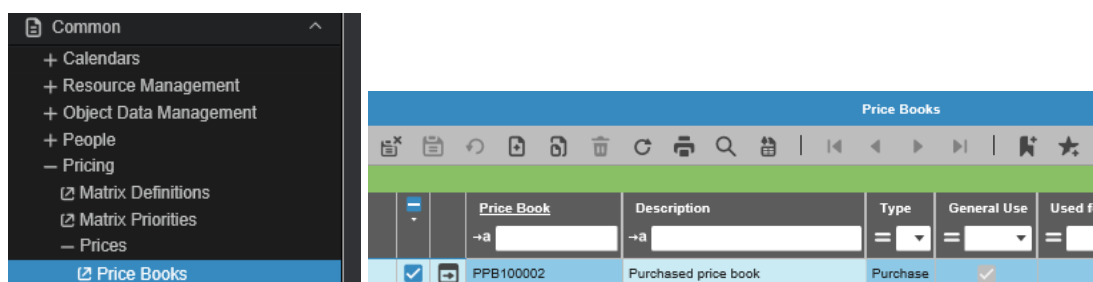 Common
Calendars
Resource Management
Object Data Management
People
Pricing
Matrix Definitions
Matrix Priorities
Prices
Price Books
Price Books
Price Book Description Type General Use Used f
→a →a = = =
PPB100002 Purchased price book Purchase